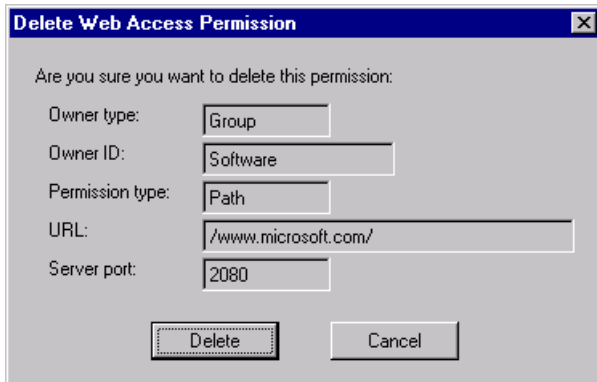 Delete Web Access Permission
Are you sure you want to delete this permission:
Owner type: Group
Owner ID: Software
Permission type: Path
URL: /www.microsoft.com/
Server port: 2080
Delete Cancel